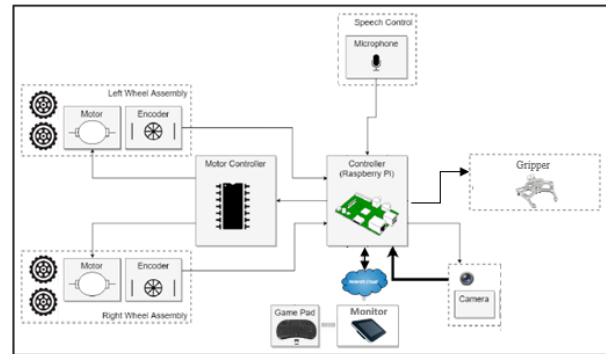 Speech Control
Microphone
Left Wheel Assembly
Motor
Encoder
Motor Controller
Controller
(Raspberry Pi)
Gripper
Motor
Encoder
Right Wheel Assembly
Camera
Game Pad
Monitor